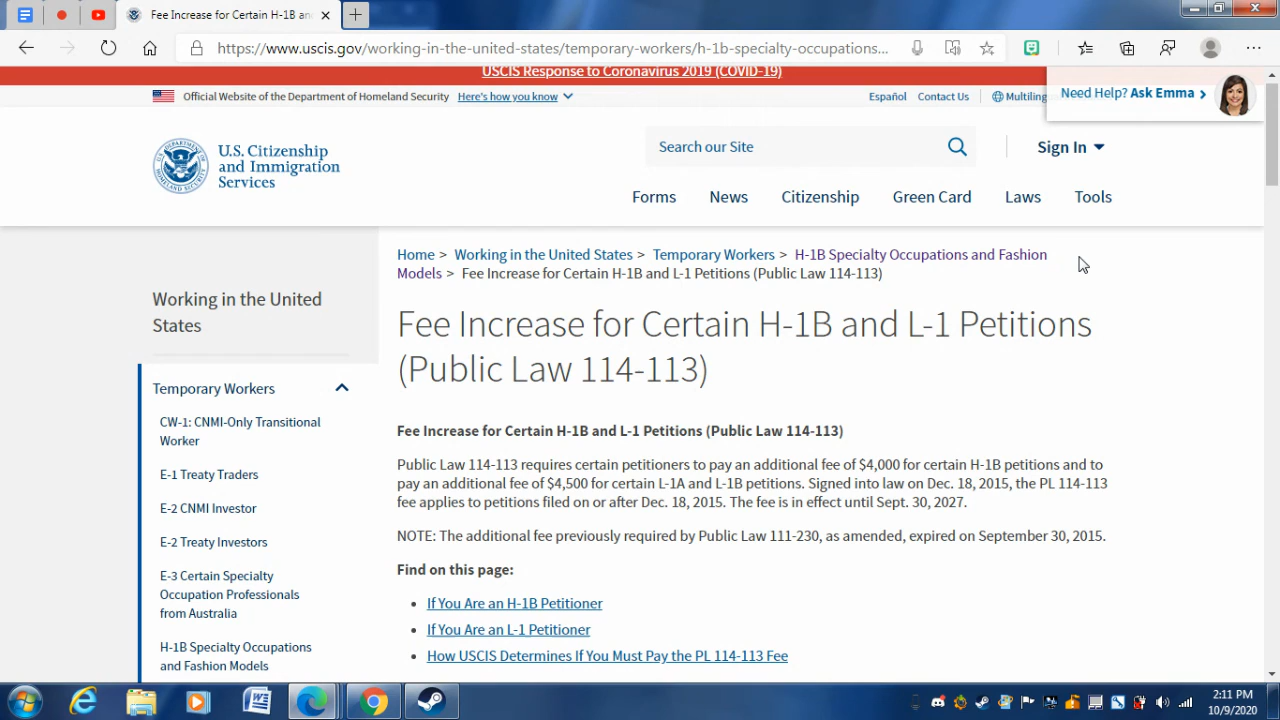 Fee Increase for Certain H-1B an
https://www.uscis.gov/working-in-the-united-states/temporary-workers/h-1b-specialty-occupations...
USCIS Response to Coronavirus 2019 (COVID-19)
Official Website of the Department of Homeland Security Here's how you know
Español Contact Us Multiling
Need Help? Ask Emma
U.S. Citizenship
and Immigration
Services
Search our Site
Sign In
Forms News Citizenship Green Card Laws Tools
Home > Working in the United States > Temporary Workers > H-1B Specialty Occupations and Fashion
Models > Fee Increase for Certain H-1B and L-1 Petitions (Public Law 114-113)
Working in the United
States
Temporary Workers
CW-1: CNMI-Only Transitional
Worker
E-1 Treaty Traders
E-2 CNMI Investor
E-2 Treaty Investors
E-3 Certain Specialty
Occupation Professionals
from Australia
H-1B Specialty Occupations
and Fashion Models
Fee Increase for Certain H-1B and L-1 Petitions
(Public Law 114-113)
Fee Increase for Certain H-1B and L-1 Petitions (Public Law 114-113)
Public Law 114-113 requires certain petitioners to pay an additional fee of $4,000 for certain H-1B petitions and to
pay an additional fee of $4,500 for certain L-1A and L-1B petitions. Signed into law on Dec. 18, 2015, the PL 114-113
fee applies to petitions filed on or after Dec. 18, 2015. The fee is in effect until Sept. 30, 2027.
NOTE: The additional fee previously required by Public Law 111-230, as amended, expired on September 30, 2015.
Find on this page:
• If You Are an H-1B Petitioner
• If You Are an L-1 Petitioner
• How USCIS Determines If You Must Pay the PL 114-113 Fee
2:11 PM
10/9/2020